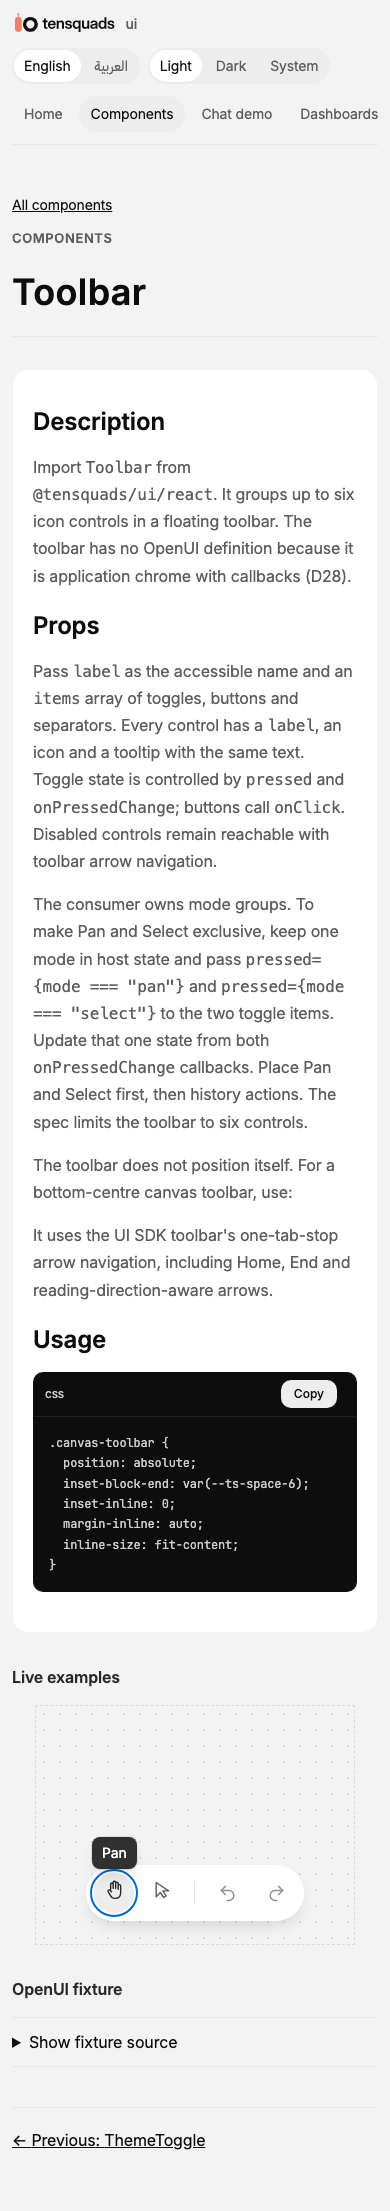 tensquads ui
English العربية Light Dark System
Home Components Chat demo Dashboards
All components
COMPONENTS
Toolbar
Description
Import Toolbar from
@tensquads/ui/react. It groups up to six
icon controls in a floating toolbar. The
toolbar has no OpenUI definition because it
is application chrome with callbacks (D28).
Props
Pass label as the accessible name and an
items array of toggles, buttons and
separators. Every control has a label, an
icon and a tooltip with the same text.
Toggle state is controlled by pressed and
onPressedChange; buttons call onClick.
Disabled controls remain reachable with
toolbar arrow navigation.
The consumer owns mode groups. To
make Pan and Select exclusive, keep one
mode in host state and pass pressed=
{mode === "pan"} and pressed={mode
=== "select"} to the two toggle items.
Update that one state from both
onPressedChange callbacks. Place Pan
and Select first, then history actions. The
spec limits the toolbar to six controls.
The toolbar does not position itself. For a
bottom-centre canvas toolbar, use:
It uses the UI SDK toolbar's one-tab-stop
arrow navigation, including Home, End and
reading-direction-aware arrows.
Usage
css Copy
.canvas-toolbar {
  position: absolute;
  inset-block-end: var(--ts-space-6);
  inset-inline: 0;
  margin-inline: auto;
  inline-size: fit-content;
}
Live examples
Pan
OpenUI fixture
▶ Show fixture source
← Previous: ThemeToggle